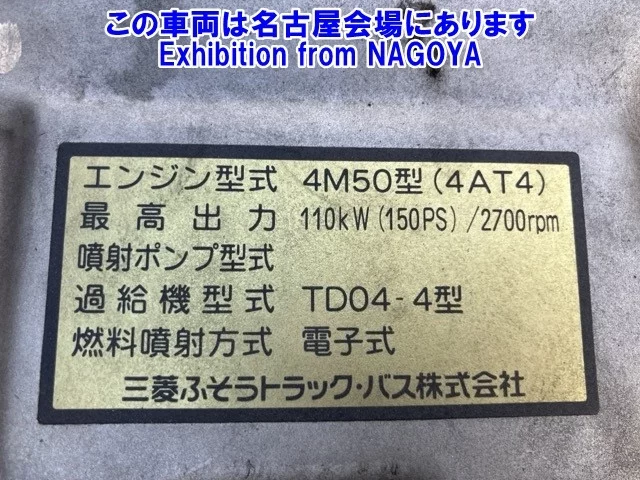 この車両は名古屋会場にあります
Exhibition from NAGOYA
エンジン型式 4M50型(4AT4)
最高出力 110kW(150PS)/2700rpm
噴射ポンプ型式
過給機型式 TD04-4型
燃料噴射方式 電子式
三菱ふそうトラック・バス株式会社